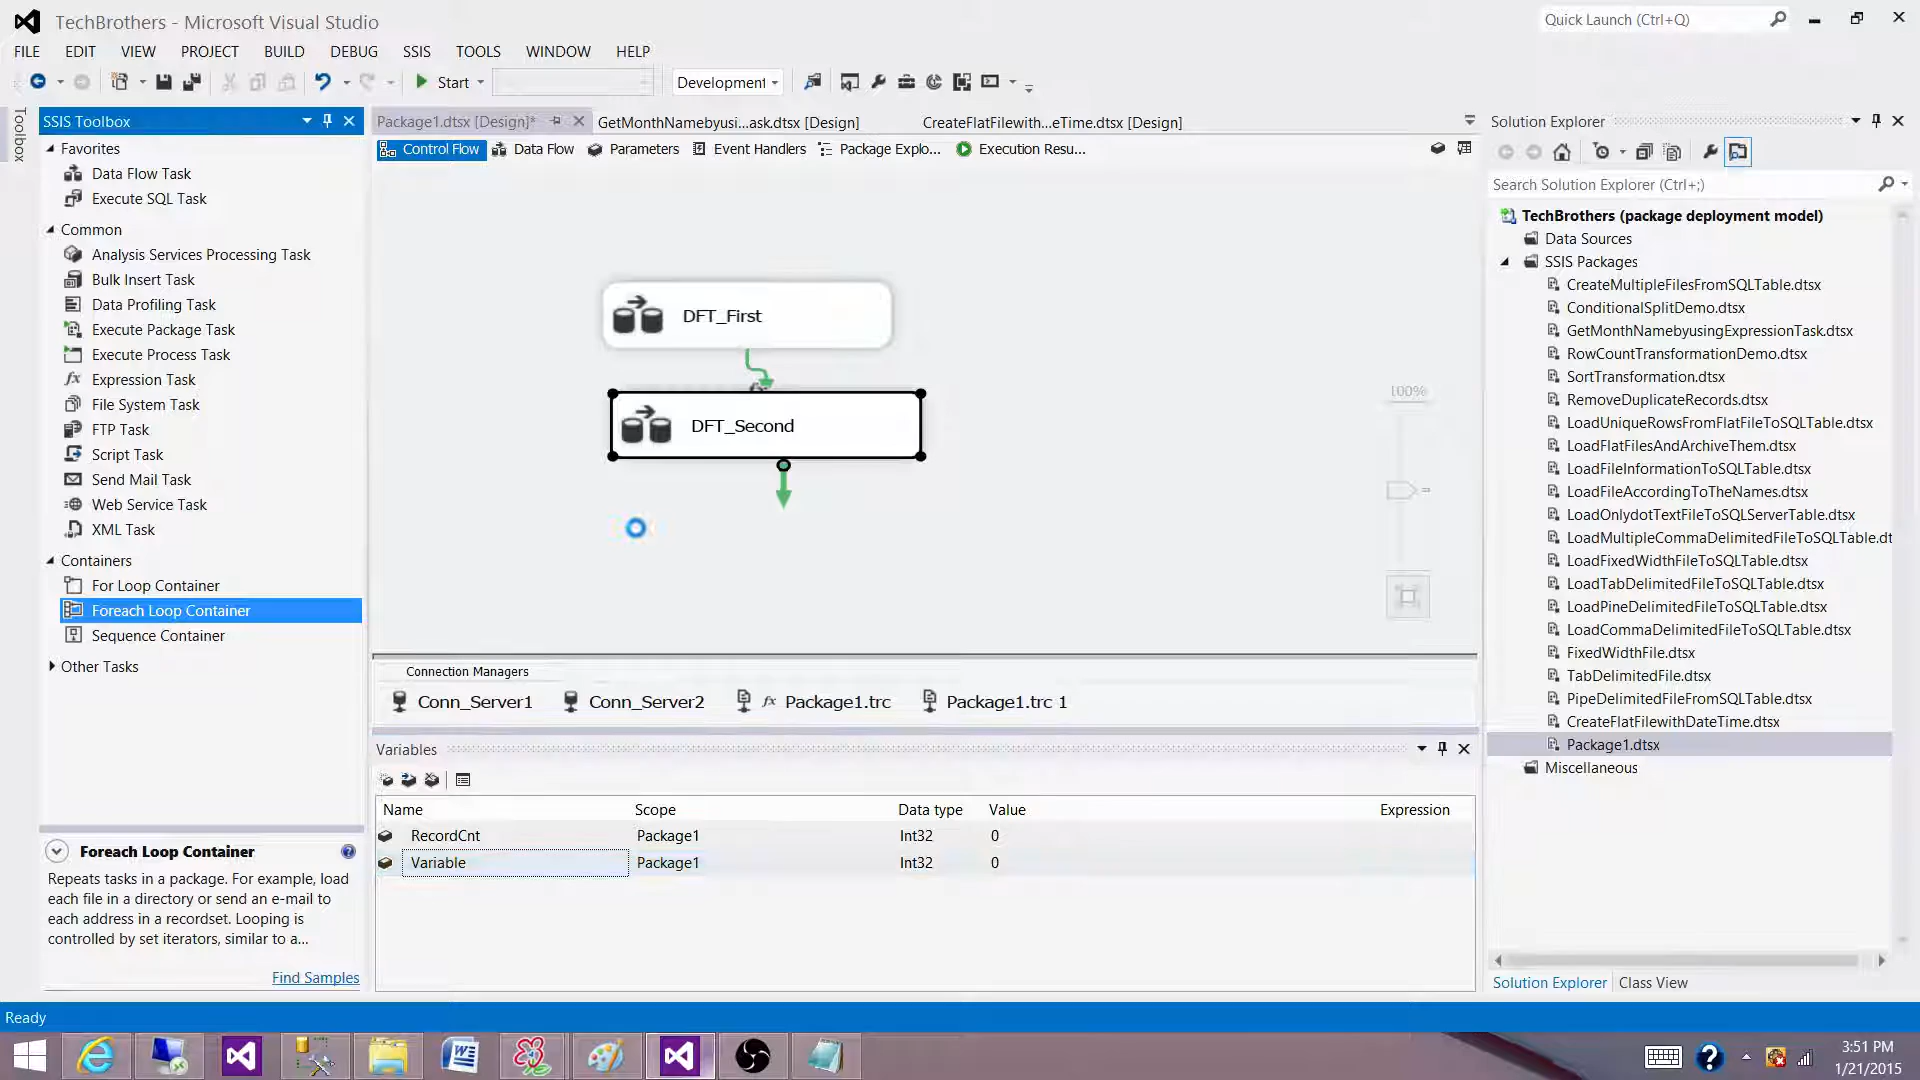 TechBrothers - Microsoft Visual Studio
Quick Launch (Ctrl+Q)
FILE EDIT VIEW PROJECT BUILD DEBUG SSIS TOOLS WINDOW HELP
Start
Development
Toolbox
SSIS Toolbox
Favorites
Data Flow Task
Execute SQL Task
Common
Analysis Services Processing Task
Bulk Insert Task
Data Profiling Task
Execute Package Task
Execute Process Task
Expression Task
File System Task
FTP Task
Script Task
Send Mail Task
Web Service Task
XML Task
Containers
For Loop Container
Foreach Loop Container
Sequence Container
Other Tasks
Foreach Loop Container
Repeats tasks in a package. For example, load
each file in a directory or send an e-mail to
each address in a recordset. Looping is
controlled by set iterators, similar to a...
Find Samples
Package1.dtsx [Design]*
GetMonthNamebyusi...ask.dtsx [Design]
CreateFlatFilewith...eTime.dtsx [Design]
Control Flow
Data Flow
Parameters
Event Handlers
Package Explo...
Execution Resu...
DFT_First
fx
DFT_Second
100%
Connection Managers
Conn_Server1
Conn_Server2
fx Package1.trc
Package1.trc 1
Variables
Name Scope Data type Value Expression
RecordCnt Package1 Int32 0
Variable Package1 Int32 0
Solution Explorer
Search Solution Explorer (Ctrl+;)
TechBrothers (package deployment model)
Data Sources
SSIS Packages
CreateMultipleFilesFromSQLTable.dtsx
ConditionalSplitDemo.dtsx
GetMonthNamebyusingExpressionTask.dtsx
RowCountTransformationDemo.dtsx
SortTransformation.dtsx
RemoveDuplicateRecords.dtsx
LoadUniqueRowsFromFlatFileToSQLTable.dtsx
LoadFlatFilesAndArchiveThem.dtsx
LoadFileInformationToSQLTable.dtsx
LoadFileAccordingToTheNames.dtsx
LoadOnlydotTextFileToSQLServerTable.dtsx
LoadMultipleCommaDelimitedFileToSQLTable.dt
LoadFixedWidthFileToSQLTable.dtsx
LoadTabDelimitedFileToSQLTable.dtsx
LoadPineDelimitedFileToSQLTable.dtsx
LoadCommaDelimitedFileToSQLTable.dtsx
FixedWidthFile.dtsx
TabDelimitedFile.dtsx
PipeDelimitedFileFromSQLTable.dtsx
CreateFlatFilewithDateTime.dtsx
Package1.dtsx
Miscellaneous
Solution Explorer
Class View
Ready
3:51 PM
1/21/2015